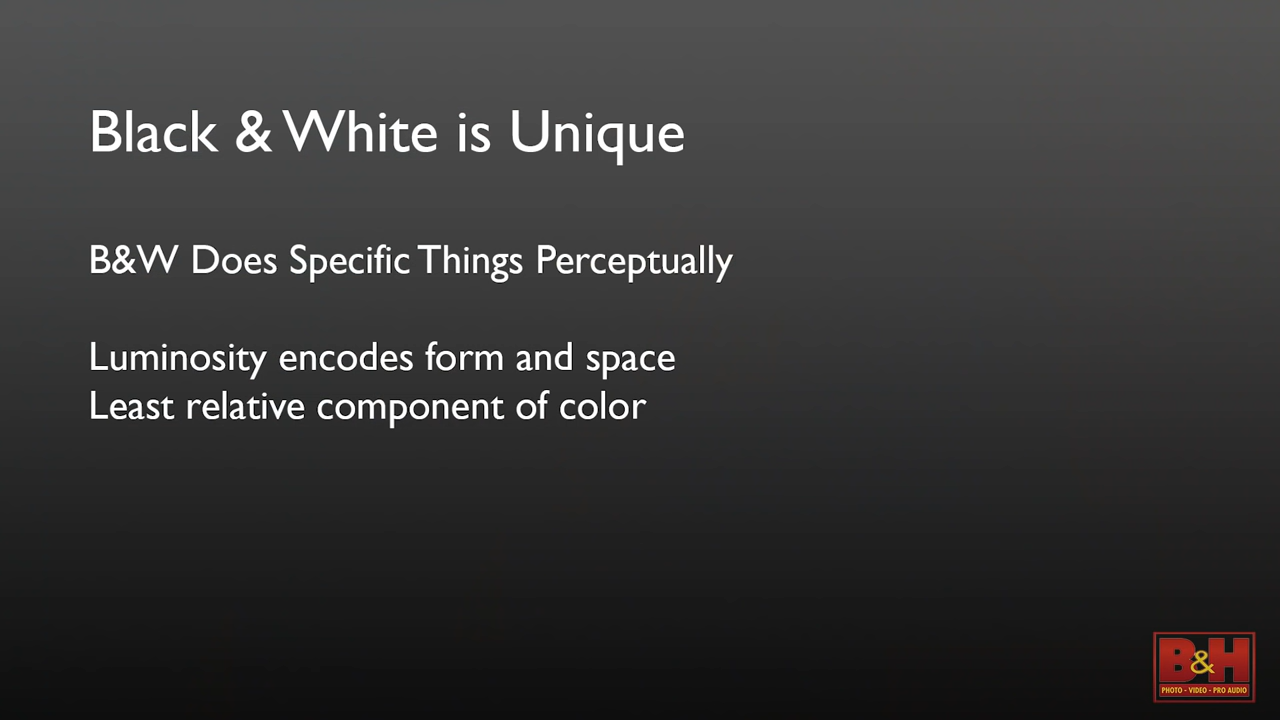 Black & White is Unique
B&W Does Specific Things Perceptually
Luminosity encodes form and space
Least relative component of color
B&H
PHOTO - VIDEO - PRO AUDIO